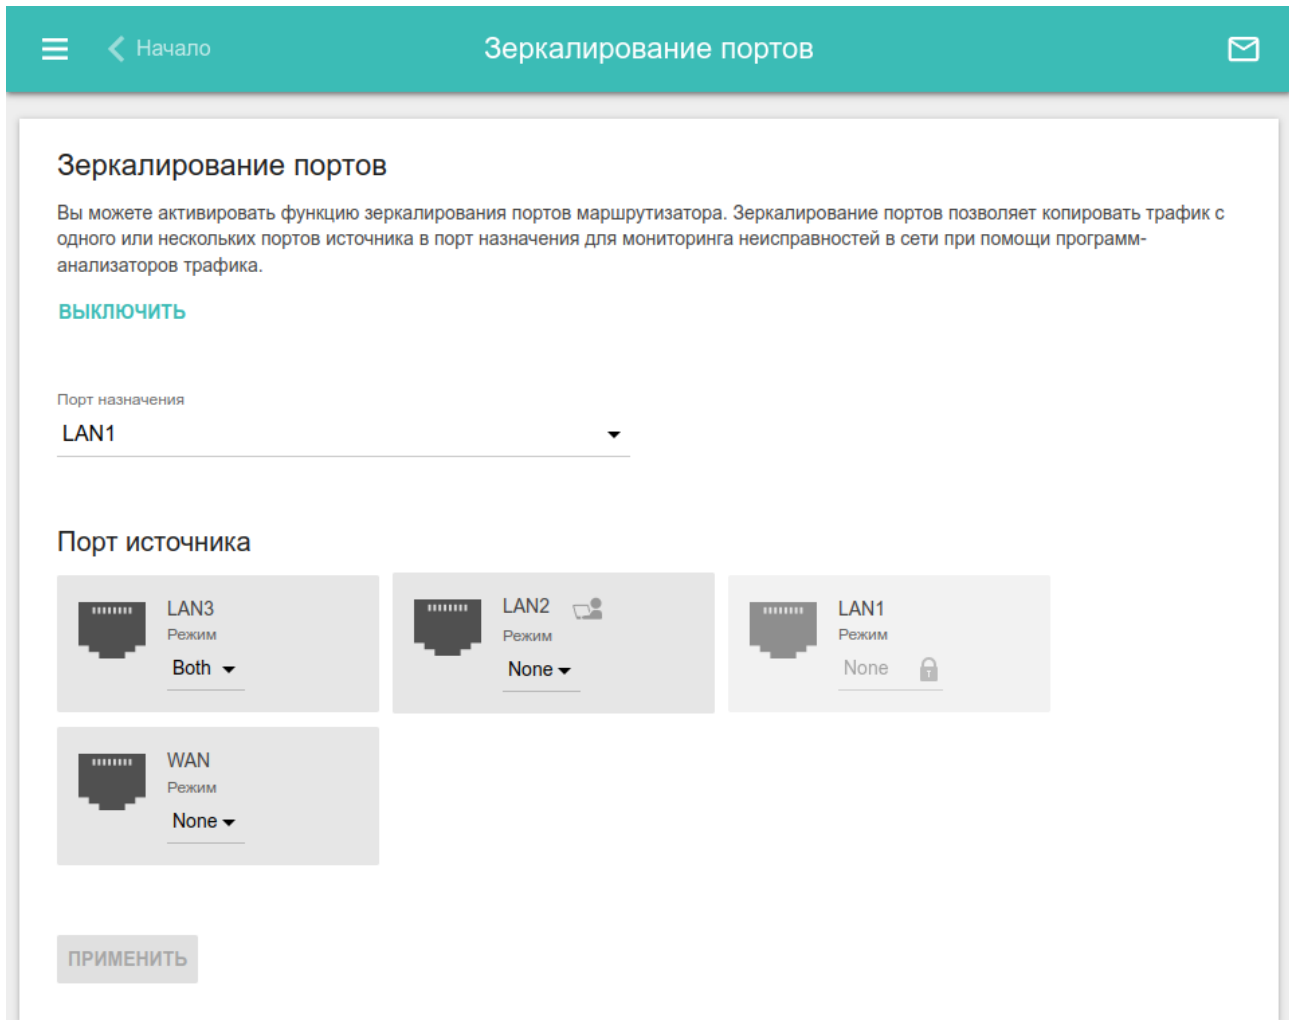 Начало
Зеркалирование портов
Зеркалирование портов
Вы можете активировать функцию зеркалирования портов маршрутизатора. Зеркалирование портов позволяет копировать трафик с
одного или нескольких портов источника в порт назначения для мониторинга неисправностей в сети при помощи программ-
анализаторов трафика.
ВЫКЛЮЧИТЬ
Порт назначения
LAN1
Порт источника
LAN3
Режим
Both
LAN2
Режим
None
LAN1
Режим
None
WAN
Режим
None
ПРИМЕНИТЬ